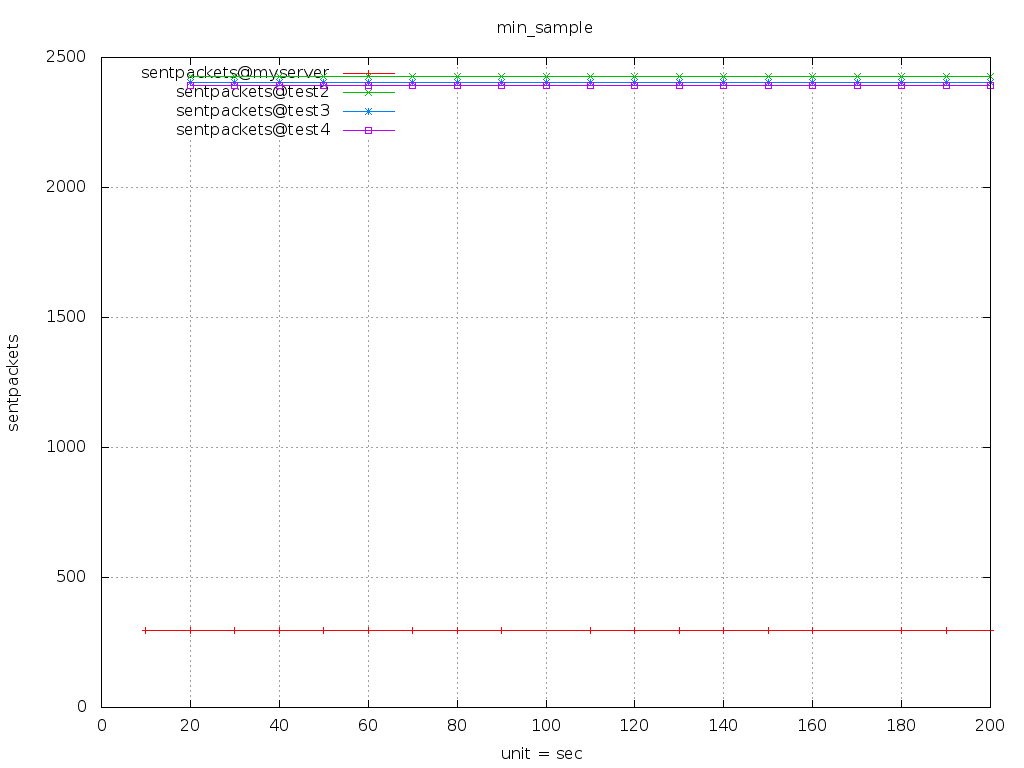 min_sample
2500
sentpackets@myserver
sentpackets@test2
sentpackets@test3
sentpackets@test4
2000
1500
sentpackets
1000
500
0
0 20 40 60 80 100 120 140 160 180 200
unit = sec